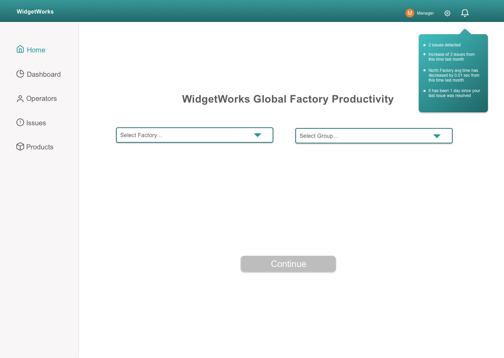 WidgetWorks
M Manager
2 issues detected
Increase of 3 issues from
this time last month
North Factory avg time has
decreased by 0.01 sec from
this time last month
It has been 1 day since your
last issue was resolved
Home
Dashboard
Operators
Issues
Products
WidgetWorks Global Factory Productivity
Select Factory...
Select Group...
Continue